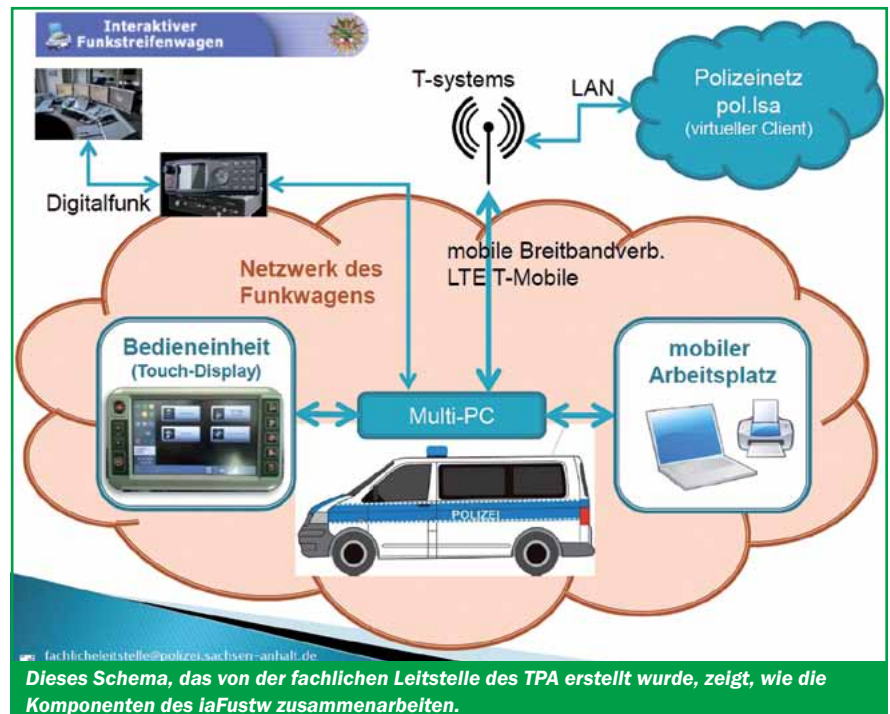 Interaktiver
Funkstreifenwagen
T-systems
LAN
Polizeinetz
pol.lsa
(virtueller Client)
Digitalfunk
mobile Breitbandverb.
LTE T-Mobile
Netzwerk des
Funkwagens
Bedieneinheit
(Touch-Display)
Multi-PC
mobiler
Arbeitsplatz
POLIZEI
fachlicheleitstelle@polizei.sachsen-anhalt.de
Dieses Schema, das von der fachlichen Leitstelle des TPA erstellt wurde, zeigt, wie die
Komponenten des iaFustw zusammenarbeiten.